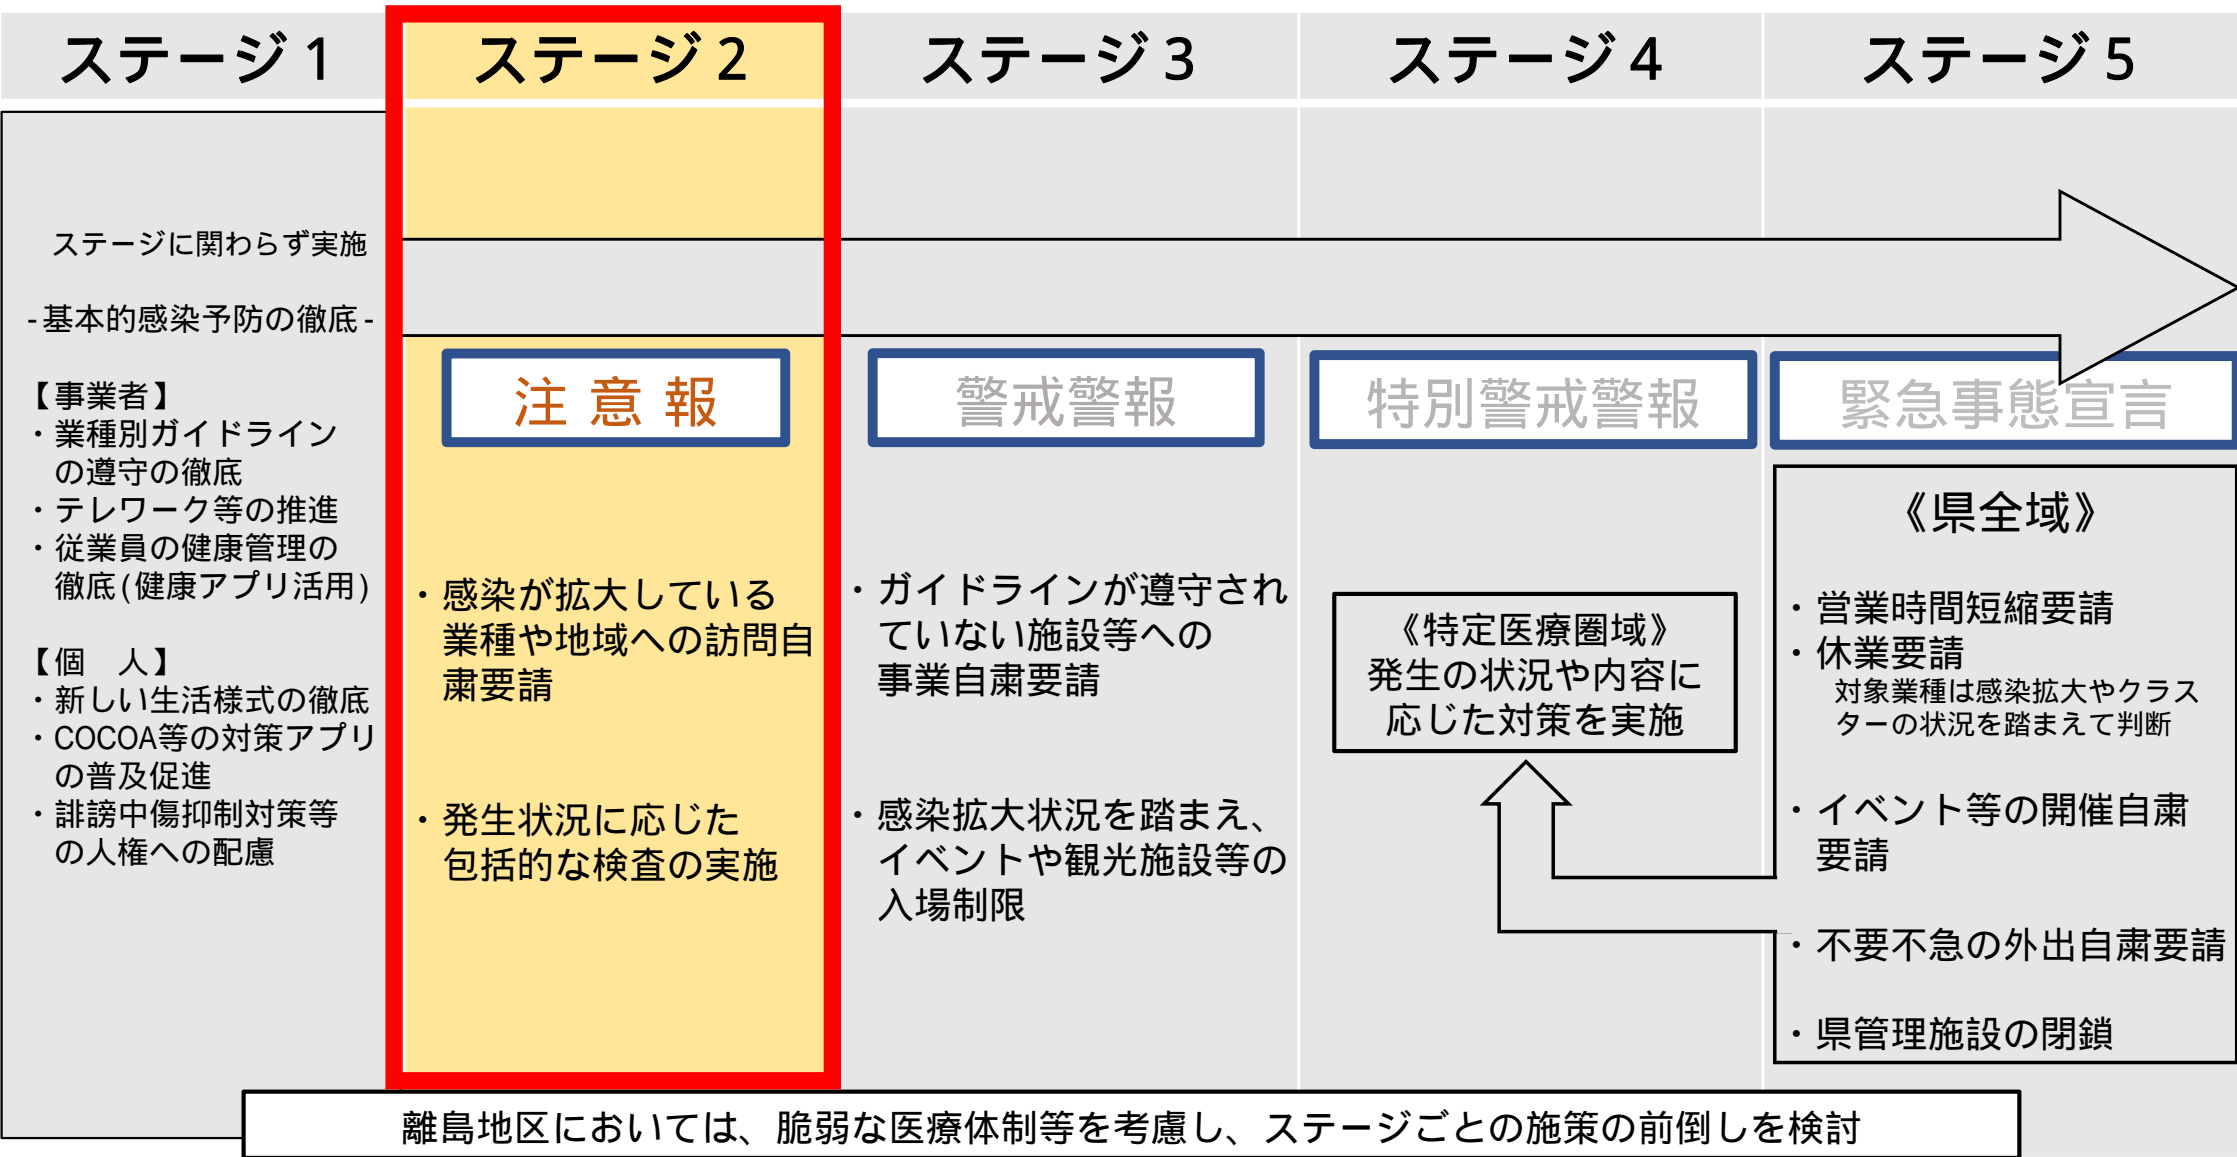 ステージ1
ステージ2
ステージ3
ステージ4
ステージ5
ステージに関わらず実施
-基本的感染予防の徹底-
【事業者】
・業種別ガイドライン
の遵守の徹底
・テレワーク等の推進
・従業員の健康管理の
徹底(健康アプリ活用)
【個　人】
・新しい生活様式の徹底
・COCOA等の対策アプリ
の普及促進
・誹謗中傷抑制対策等
の人権への配慮
注意報
・感染が拡大している
業種や地域への訪問自
粛要請
・発生状況に応じた
包括的な検査の実施
警戒警報
・ガイドラインが遵守され
ていない施設等への
事業自粛要請
・感染拡大状況を踏まえ、
イベントや観光施設等の
入場制限
特別警戒警報
《特定医療圏域》
発生の状況や内容に
応じた対策を実施
緊急事態宣言
《県全域》
・営業時間短縮要請
・休業要請
対象業種は感染拡大やクラス
ターの状況を踏まえて判断
・イベント等の開催自粛
要請
・不要不急の外出自粛要請
・県管理施設の閉鎖
離島地区においては、脆弱な医療体制等を考慮し、ステージごとの施策の前倒しを検討